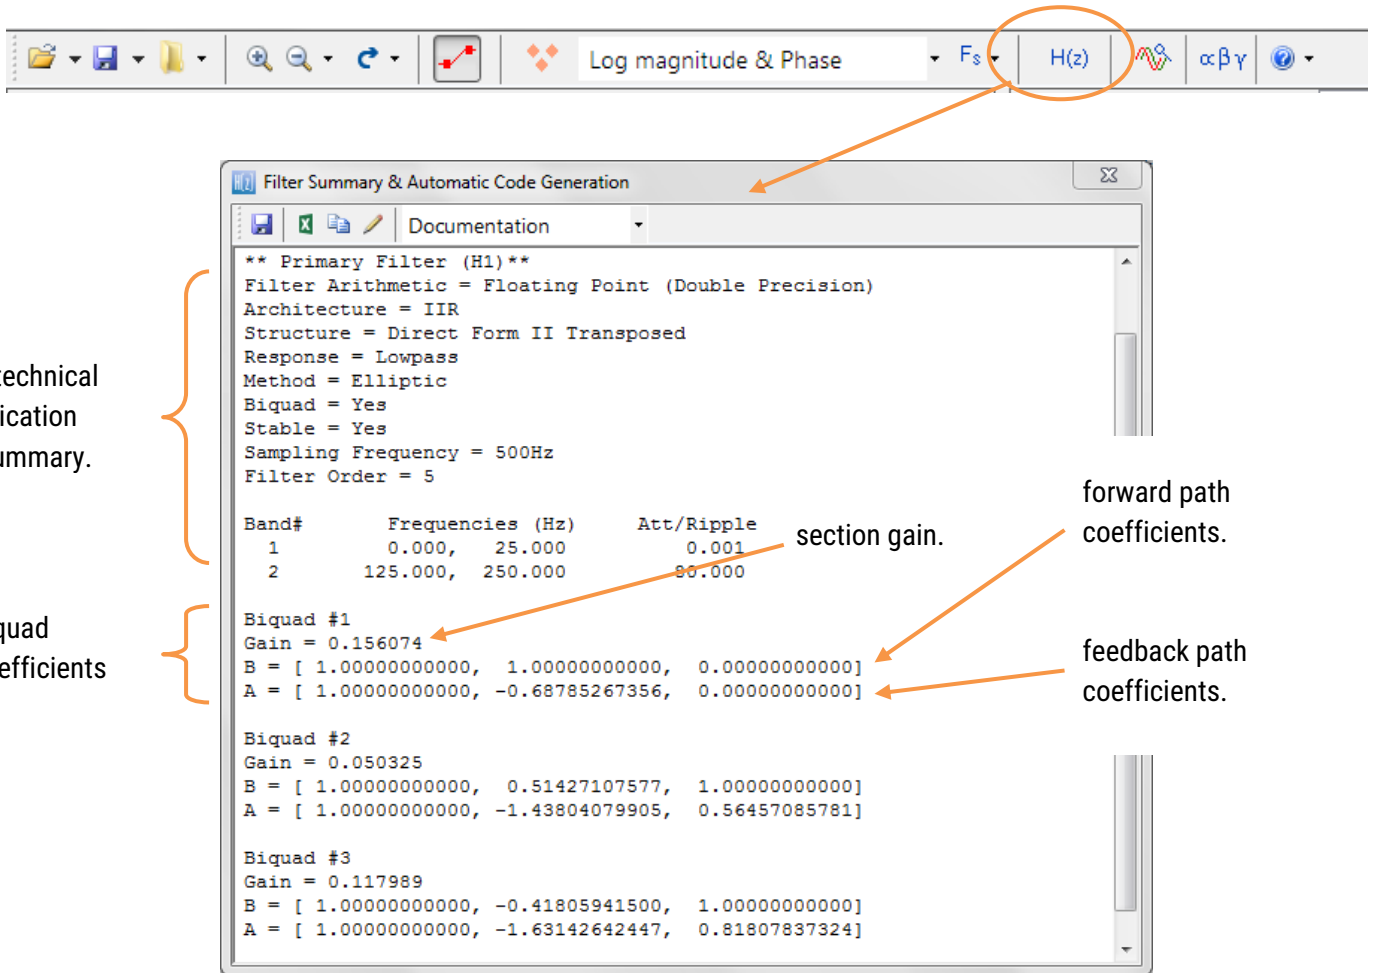 Log magnitude & Phase Fs H(z) αβγ
Filter Summary & Automatic Code Generation
Documentation
** Primary Filter (H1)**
Filter Arithmetic = Floating Point (Double Precision)
Architecture = IIR
Structure = Direct Form II Transposed
Response = Lowpass
Method = Elliptic
Biquad = Yes
Stable = Yes
Sampling Frequency = 500Hz
Filter Order = 5
Band# Frequencies (Hz) Att/Ripple
1 0.000, 25.000 0.001
2 125.000, 250.000 80.000
Biquad #1
Gain = 0.156074
B = [ 1.00000000000, 1.00000000000, 0.00000000000]
A = [ 1.00000000000, -0.68785267356, 0.00000000000]
Biquad #2
Gain = 0.050325
B = [ 1.00000000000, 0.51427107577, 1.00000000000]
A = [ 1.00000000000, -1.43804079905, 0.56457085781]
Biquad #3
Gain = 0.117989
B = [ 1.00000000000, -0.41805941500, 1.00000000000]
A = [ 1.00000000000, -1.63142642447, 0.81807837324]
technical
ication
ummary.
quad
efficients
section gain.
forward path
coefficients.
feedback path
coefficients.